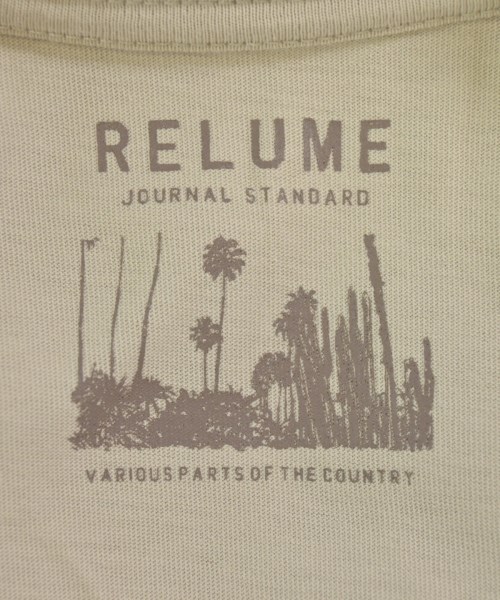 RELUME
JOURNAL STANDARD
VARIOUS PARTS OF THE COUNTRY